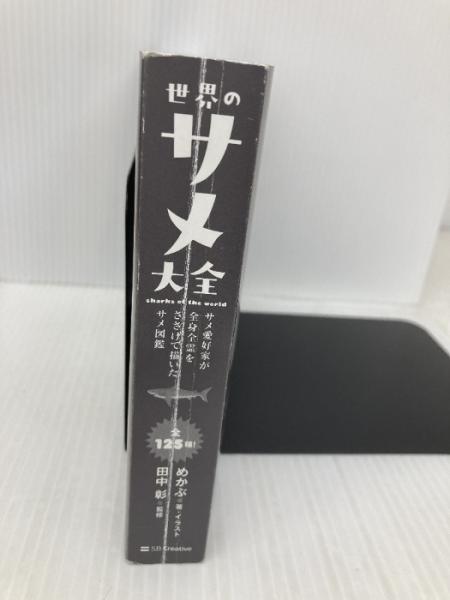 世界の
サメ
大全
sharks of the world
サメ愛好家が
全身全霊を
ささげて描いた
サメ図鑑
全
125種!
めかぶ●著・イラスト
田中 彰●監修
SB Creative